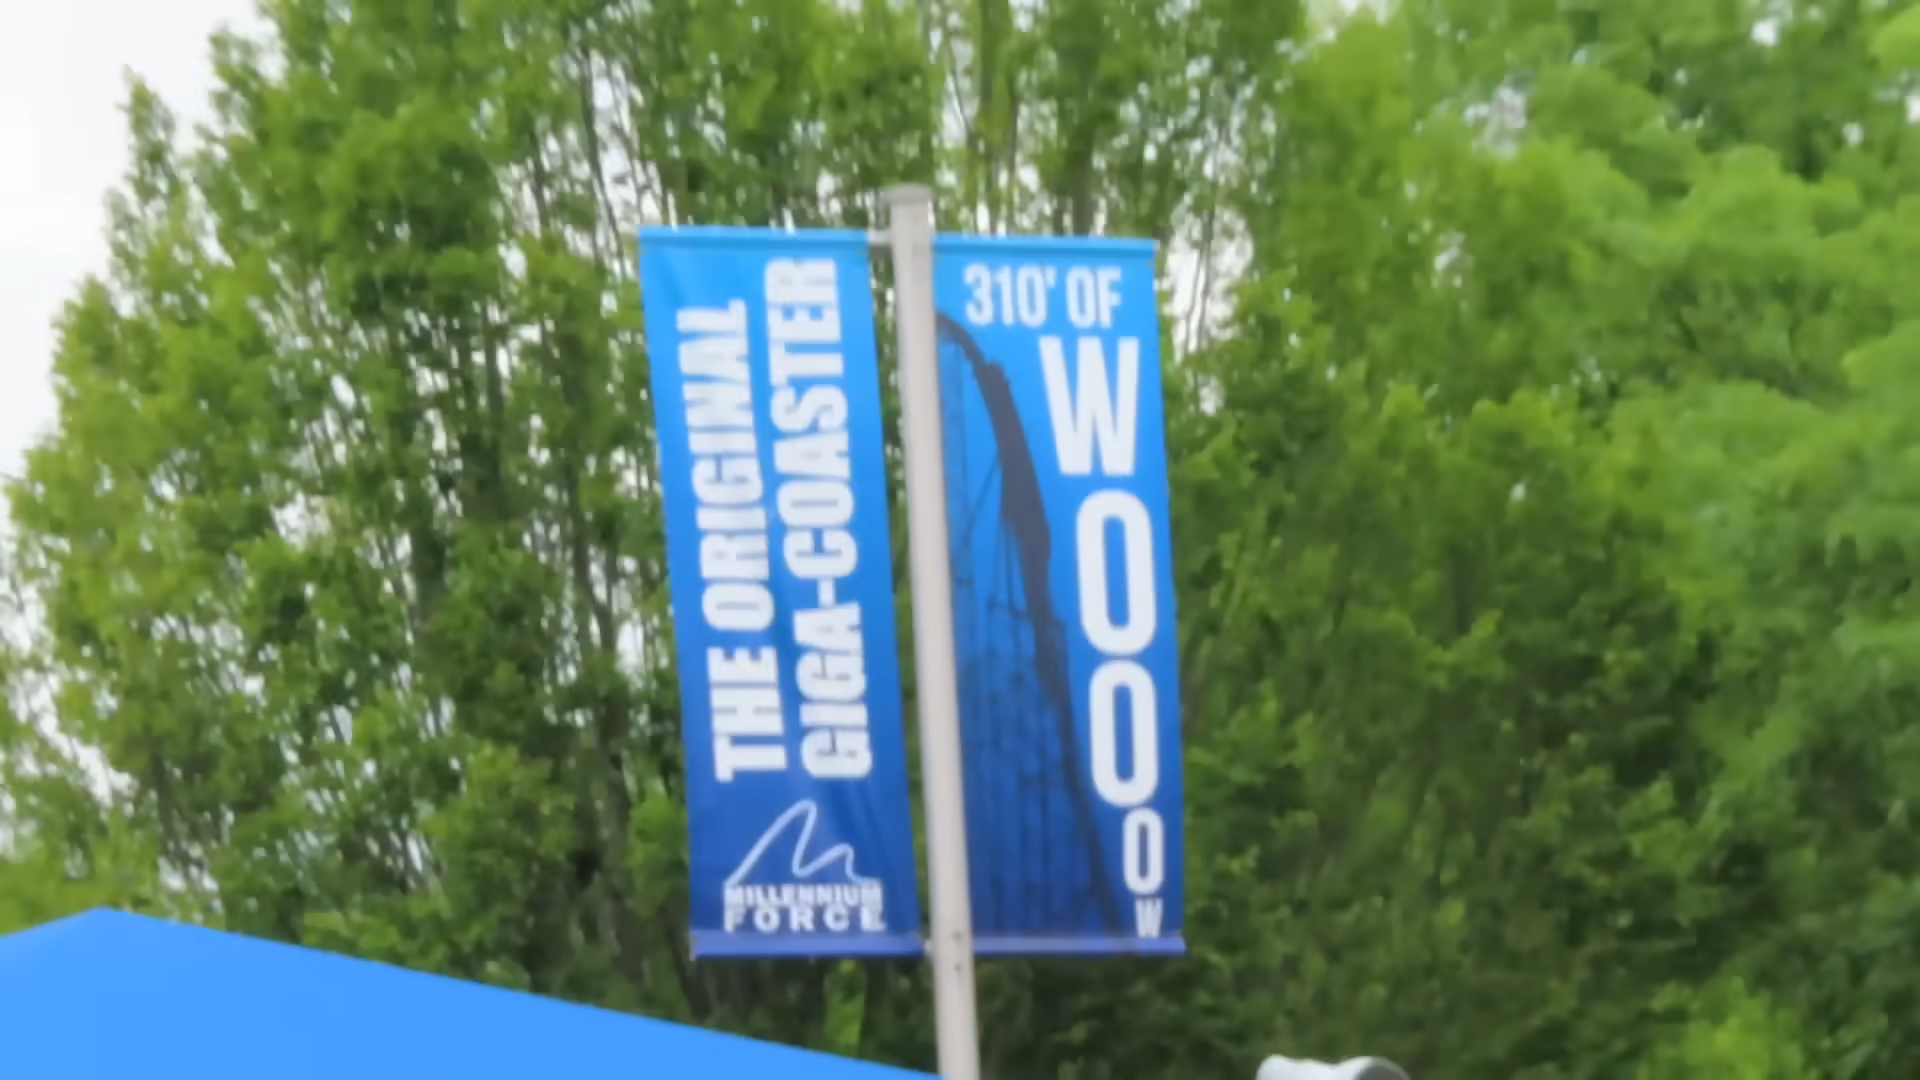 THE ORIGINAL
GIGA-COASTER
MILLENNIUM
FORCE
310' OF
W
O
O
O
W